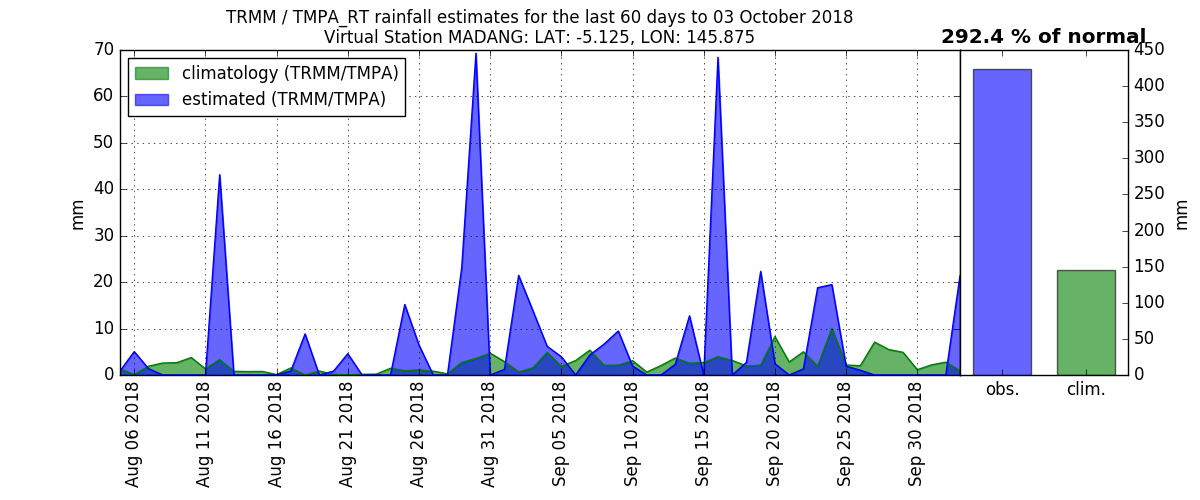 TRMM / TMPA_RT rainfall estimates for the last 60 days to 03 October 2018
Virtual Station MADANG: LAT: -5.125, LON: 145.875
292.4 % of normal
climatology (TRMM/TMPA)
estimated (TRMM/TMPA)
mm
70
60
50
40
30
20
10
0
Aug 06 2018
Aug 11 2018
Aug 16 2018
Aug 21 2018
Aug 26 2018
Aug 31 2018
Sep 05 2018
Sep 10 2018
Sep 15 2018
Sep 20 2018
Sep 25 2018
Sep 30 2018
obs.
clim.
450
400
350
300
250
200
150
100
50
0
mm